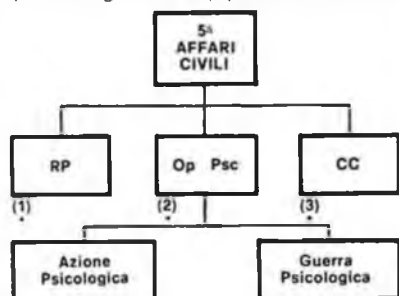 5ª
AFFARI
CIVILI
RP
Op Psc
CC
(1)
(2)
(3)
Azione
Psicologica
Guerra
Psicologica